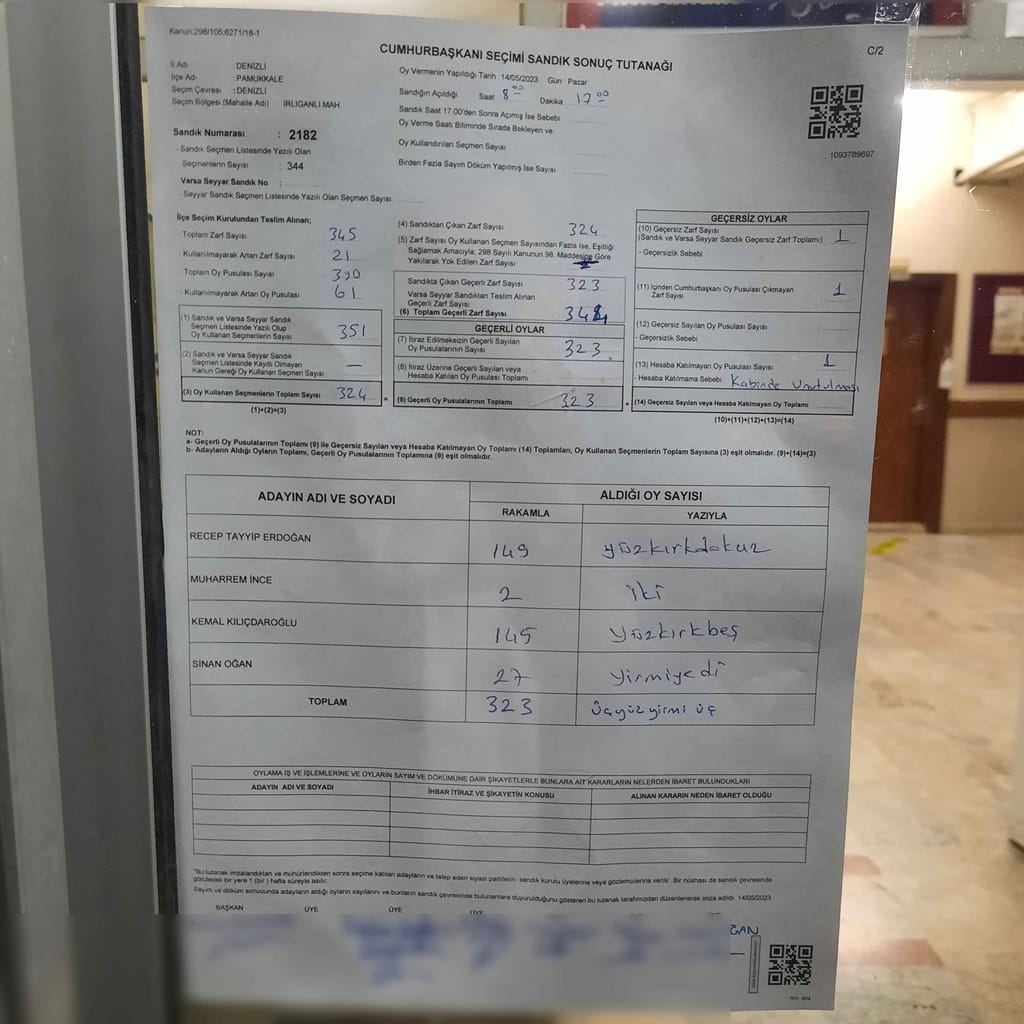 Kanun:298/105;6271/18-1
C/2
CUMHURBAŞKANI SEÇİMİ SANDIK SONUÇ TUTANAĞI
İl Adı : DENİZLİ
İlçe Adı : PAMUKKALE
Seçim Çevresi : DENİZLİ
Seçim Bölgesi (Mahalle Adı) IRLIGANLI MAH.
Oy Vermenin Yapıldığı Tarih :14/05/2023 Gün : Pazar
Sandığın Açıldığı Saat 8 00 Dakika 17 00
Sandık Saat 17:00'den Sonra Açımış İse Sebebi
Oy Verme Saati Bitiminde Sırada Bekleyen ve
Oy Kullandırılan Seçmen Sayısı
Birden Fazla Sayım Döküm Yapılmış İse Sayısı
1093789697
Sandık Numarası : 2182
- Sandık Seçmen Listesinde Yazılı Olan
Seçmenlerin Sayısı : 344
Varsa Seyyar Sandık No :
- Seyyar Sandık Seçmen Listesinde Yazılı Olan Seçmen Sayısı
İlçe Seçim Kurulundan Teslim Alınan;
- Toplam Zarf Sayısı 345
- Kullanılmayarak Artan Zarf Sayısı 21
- Toplam Oy Pusulası Sayısı 390
- Kullanılmayarak Artan Oy Pusulası 61
(1) Sandık ve Varsa Seyyar Sandık
Seçmen Listesinde Yazılı Olup
Oy Kullanan Seçmenlerin Sayısı 351
(2) Sandık ve Varsa Seyyar Sandık
Seçmen Listesinde Kayıtlı Olmayan
Kanun Gereği Oy Kullanan Seçmen Sayısı —
(3) Oy Kullanan Seçmenlerin Toplam Sayısı 324 =
(1)+(2)=(3)
(4) Sandıktan Çıkan Zarf Sayısı 324
(5) Zarf Sayısı Oy Kullanan Seçmen Sayısından Fazla İse, Eşitliği
Sağlamak Amacıyla, 298 Sayılı Kanunun 98. Maddesine Göre
Yakılarak Yok Edilen Zarf Sayısı
Sandıkta Çıkan Geçerli Zarf Sayısı 323
Varsa Seyyar Sandıktan Teslim Alınan
Geçerli Zarf Sayısı
(6) Toplam Geçerli Zarf Sayısı
GEÇERLİ OYLAR
(7) İtiraz Edilmeksizin Geçerli Sayılan
Oy Pusulalarının Sayısı 323
(8) İtiraz Üzerine Geçerli Sayılan veya
Hesaba Katılan Oy Pusulası Toplamı
(9) Geçerli Oy Pusulalarının Toplamı 323 +
GEÇERSİZ OYLAR
(10) Geçersiz Zarf Sayısı
(Sandık ve Varsa Seyyar Sandık Geçersiz Zarf Toplamı) 1
- Geçersizlik Sebebi
(11) İçinden Cumhurbaşkanı Oy Pusulası Çıkmayan
Zarf Sayısı 1
(12) Geçersiz Sayılan Oy Pusulası Sayısı
- Geçersizlik Sebebi
(13) Hesaba Katılmayan Oy Pusulası Sayısı 1
- Hesaba Katılmama Sebebi : Kabinde Unutulması
(14) Geçersiz Sayılan veya Hesaba Katılmayan Oy Toplamı
(10)+(11)+(12)+(13)=(14)
NOT:
a- Geçerli Oy Pusulalarının Toplamı (9) ile Geçersiz Sayılan veya Hesaba Katılmayan Oy Toplamı (14) Toplamları, Oy Kullanan Seçmenlerin Toplam Sayısına (3) eşit olmalıdır. (9)+(14)=(3)
b- Adayların Aldığı Oyların Toplamı, Geçerli Oy Pusulalarının Toplamına (9) eşit olmalıdır.
ADAYIN ADI VE SOYADI
ALDIĞI OY SAYISI
RAKAMLA YAZIYLA
RECEP TAYYİP ERDOĞAN 149 yüzkırkdokuz
MUHARREM İNCE 2 iki
KEMAL KILIÇDAROĞLU 145 yüzkırkbeş
SİNAN OĞAN 27 yirmiyedi
TOPLAM 323 üçyüzyirmi üç
OYLAMA İŞ VE İŞLEMLERİNE VE OYLARIN SAYIM VE DÖKÜMÜNE DAİR ŞİKAYETLERLE BUNLARA AİT KARARLARIN NELERDEN İBARET BULUNDUKLARI
ADAYIN ADI VE SOYADI İHBAR İTİRAZ VE ŞİKAYETİN KONUSU ALINAN KARARIN NEDEN İBARET OLDUĞU
"Bu tutanak imzalandıktan ve mühürlendikten sonra seçime katılan adayların ve talep eden siyasi partilerin sandık kurulu üyelerine veya gözlemcilerine verilir. Bir nüshası da sandık çevresinde
görülecek bir yere 1 (bir) hafta süreyle asılır.
Sayım ve döküm sonucunda adayların aldığı oyların sayılarını ve bunların sandık çevresinde bulunanlara duyurulduğunu gösteren bu tutanak tarafımızdan düzenlenerek imza edildi. 14/05/2023
BAŞKAN ÜYE ÜYE ÜYE
ĞAN